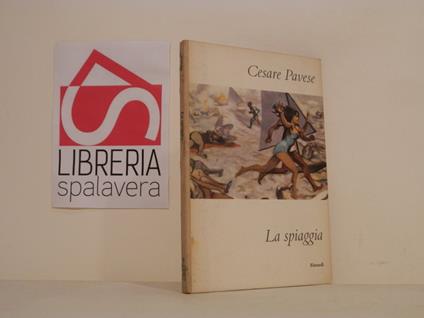 LIBRERIA
spalavera
Cesare Pavese
La spiaggia
Einaudi